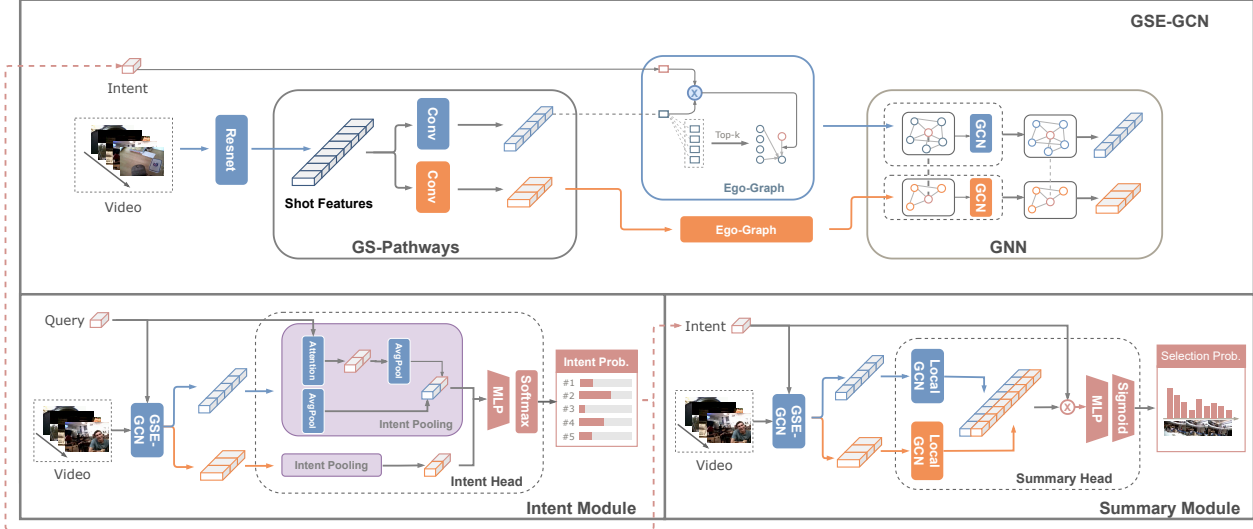 GSE-GCN
Intent
Video
Resnet
Shot Features
Conv
Conv
GS-Pathways
X
Top-k
Ego-Graph
Ego-Graph
GCN
GCN
GNN
Query
Video
GSE-
GCN
Attention
AvgPool
AvgPool
Intent Pooling
Intent Pooling
MLP
Softmax
Intent Head
Intent Prob.
#1
#2
#3
#4
#5
Intent Module
Intent
Video
GSE-
GCN
Local
GCN
Local
GCN
X
MLP
Sigmoid
Summary Head
Selection Prob.
Summary Module